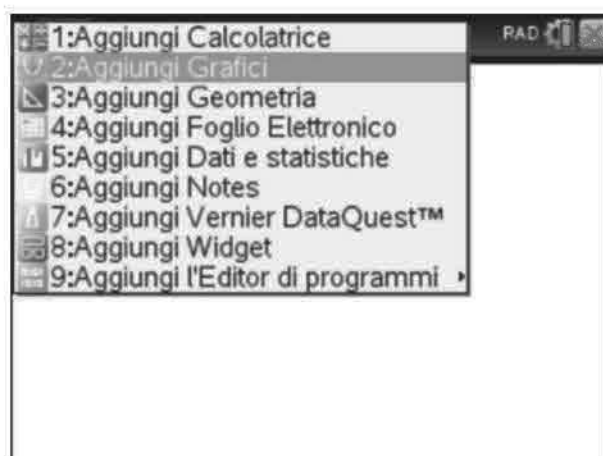 1:Aggiungi Calcolatrice
RAD
2:Aggiungi Grafici
3:Aggiungi Geometria
4:Aggiungi Foglio Elettronico
5:Aggiungi Dati e statistiche
6:Aggiungi Notes
7:Aggiungi Vernier DataQuest™
8:Aggiungi Widget
9:Aggiungi l'Editor di programmi